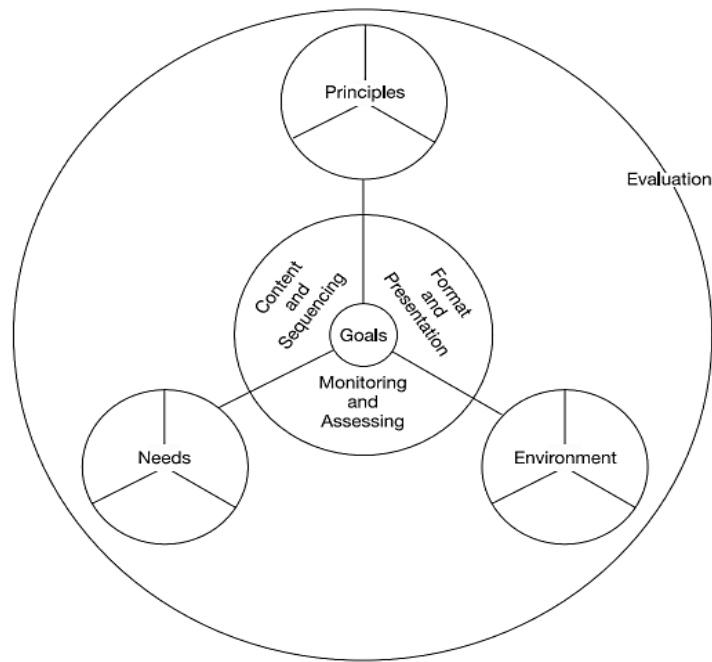 Principles
Evaluation
Content
and
Sequencing
Format
and
Presentation
Goals
Monitoring
and
Assessing
Needs
Environment